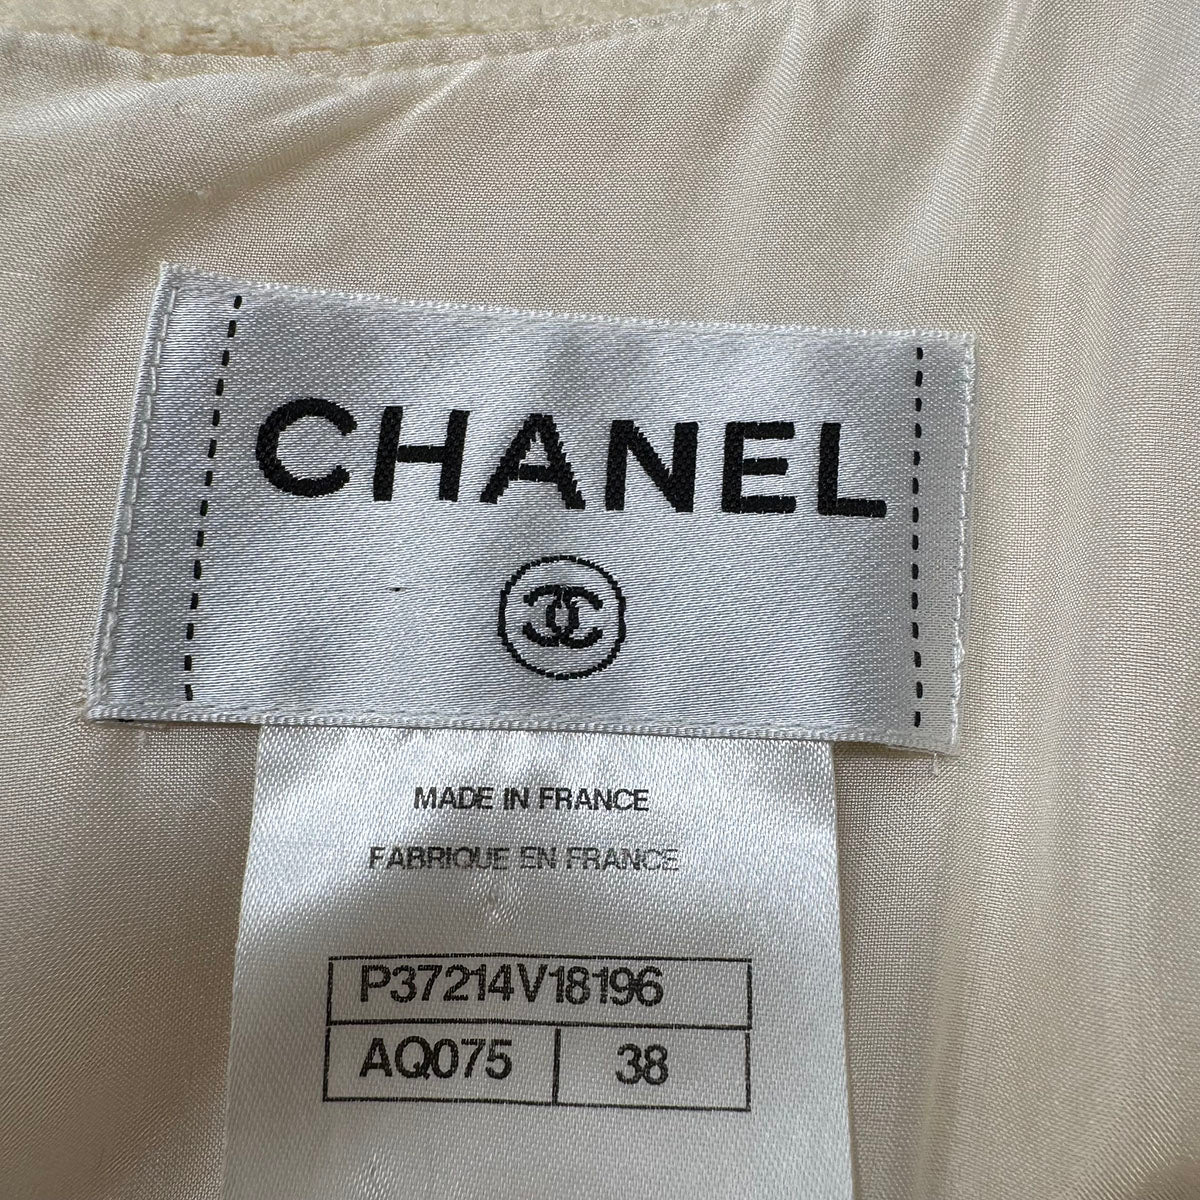 CHANEL
MADE IN FRANCE
FABRIQUE EN FRANCE
P37214V18196
AQ075 38